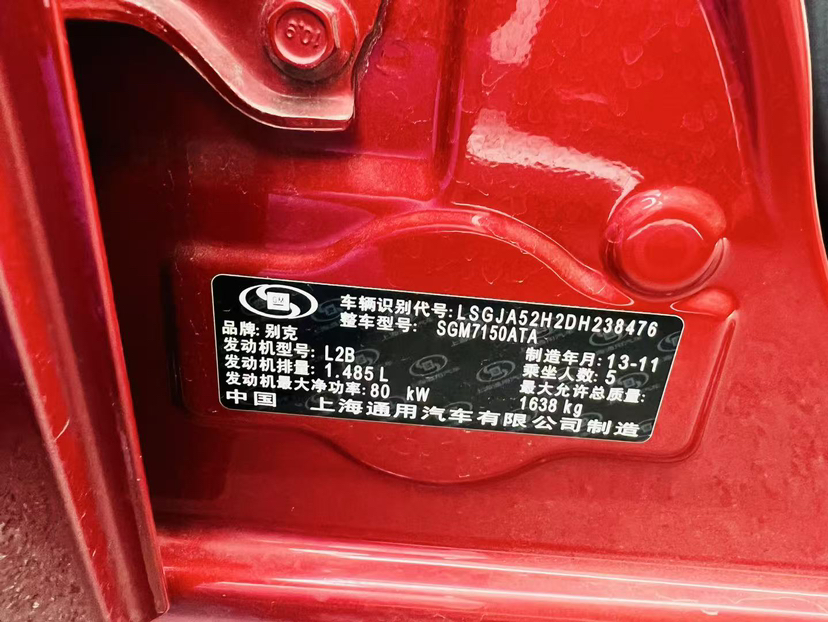 10.9
GM
车辆识别代号:LSGJA52H2DH238476
整车型号: SGM7150ATA
品牌: 别克
发动机型号: L2B
制造年月: 13-11
发动机排量: 1.485 L
乘坐人数: 5
发动机最大净功率: 80 kW
最大允许总质量:
1638 kg
中国 上海通用汽车有限公司制造